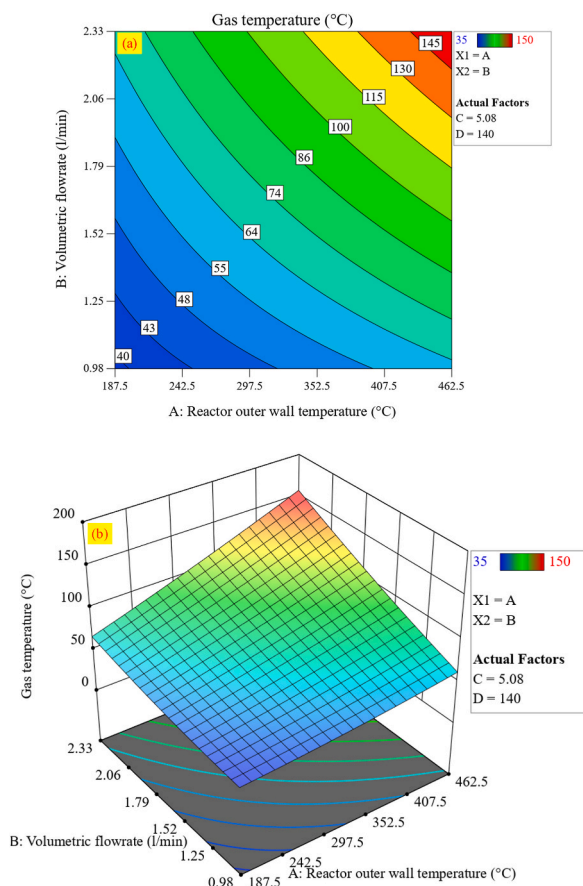 Gas temperature (°C)
(a)
2.33
2.06
1.79
1.52
1.25
0.98
B: Volumetric flowrate (l/min)
145
130
115
100
86
74
64
55
48
43
40
187.5 242.5 297.5 352.5 407.5 462.5
A: Reactor outer wall temperature (°C)
35 150
X1 = A
X2 = B
Actual Factors
C = 5.08
D = 140
(b)
200
150
100
50
0
Gas temperature (°C)
2.33
2.06
1.79
1.52
1.25
0.98
B: Volumetric flowrate (l/min)
462.5
407.5
352.5
297.5
242.5
187.5
A: Reactor outer wall temperature (°C)
35 150
X1 = A
X2 = B
Actual Factors
C = 5.08
D = 140